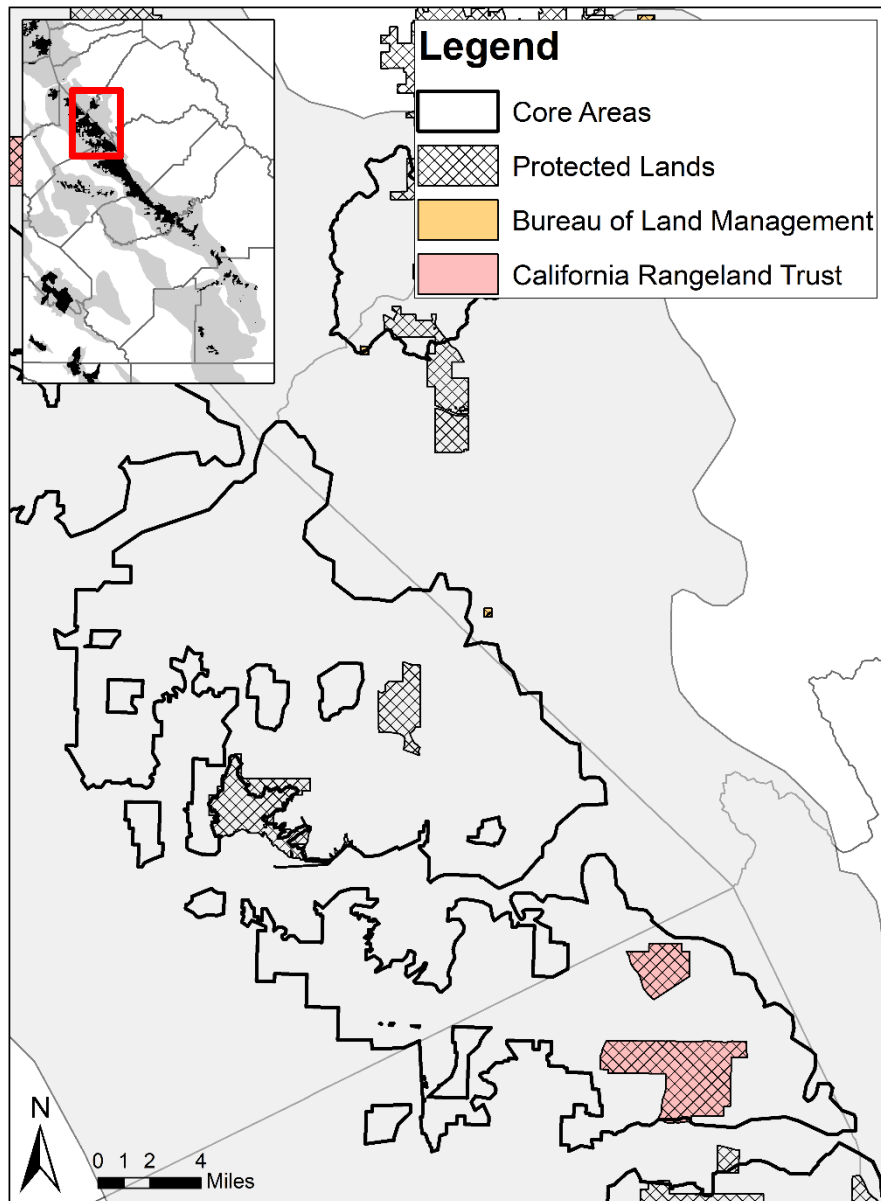 Legend
Core Areas
Protected Lands
Bureau of Land Management
California Rangeland Trust
N
0 1 2 4
Miles